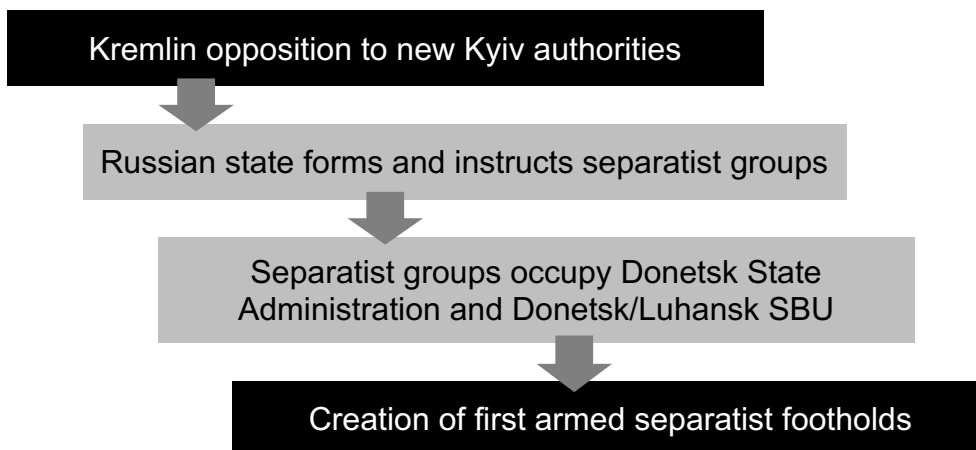 Kremlin opposition to new Kyiv authorities
Russian state forms and instructs separatist groups
Separatist groups occupy Donetsk State
Administration and Donetsk/Luhansk SBU
Creation of first armed separatist footholds